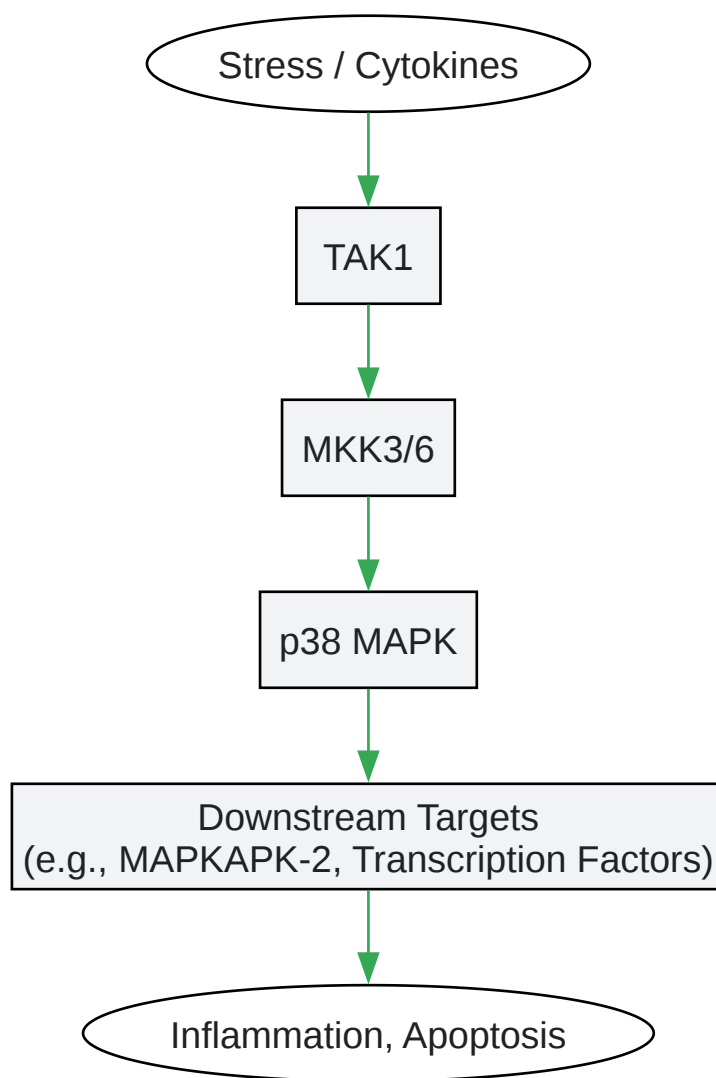 Stress / Cytokines
TAK1
MKK3/6
p38 MAPK
Downstream Targets
(e.g., MAPKAPK-2, Transcription Factors)
Inflammation, Apoptosis